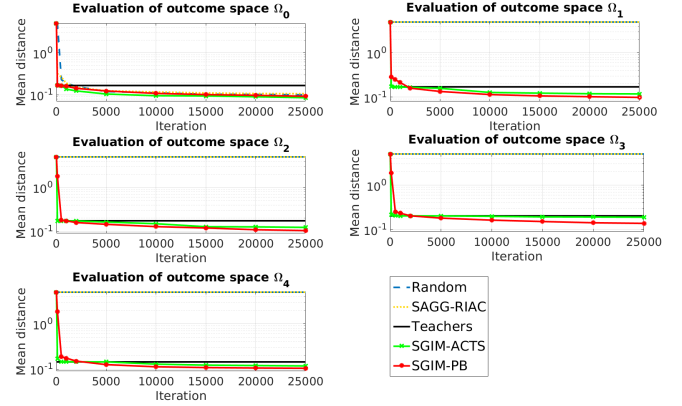 Evaluation of outcome space Ω0
Mean distance
10^0
10^-1
0 5000 10000 15000 20000 25000
Iteration
Evaluation of outcome space Ω1
Mean distance
10^0
10^-1
0 5000 10000 15000 20000 25000
Iteration
Evaluation of outcome space Ω2
Mean distance
10^0
10^-1
0 5000 10000 15000 20000 25000
Iteration
Evaluation of outcome space Ω3
Mean distance
10^0
10^-1
0 5000 10000 15000 20000 25000
Iteration
Evaluation of outcome space Ω4
Mean distance
10^0
10^-1
0 5000 10000 15000 20000 25000
Iteration
Random
SAGG-RIAC
Teachers
SGIM-ACTS
SGIM-PB